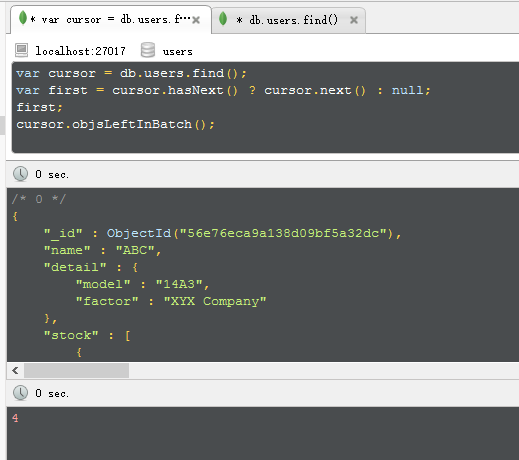 * var cursor = db.users.f··· × * db.users.find() ×
localhost:27017 users
var cursor = db.users.find();
var first = cursor.hasNext() ? cursor.next() : null;
first;
cursor.objsLeftInBatch();
0 sec.
/* 0 */
{
    "_id" : ObjectId("56e76eca9a138d09bf5a32dc"),
    "name" : "ABC",
    "detail" : {
        "model" : "14A3",
        "factor" : "XYX Company"
    },
    "stock" : [
        {
0 sec.
4